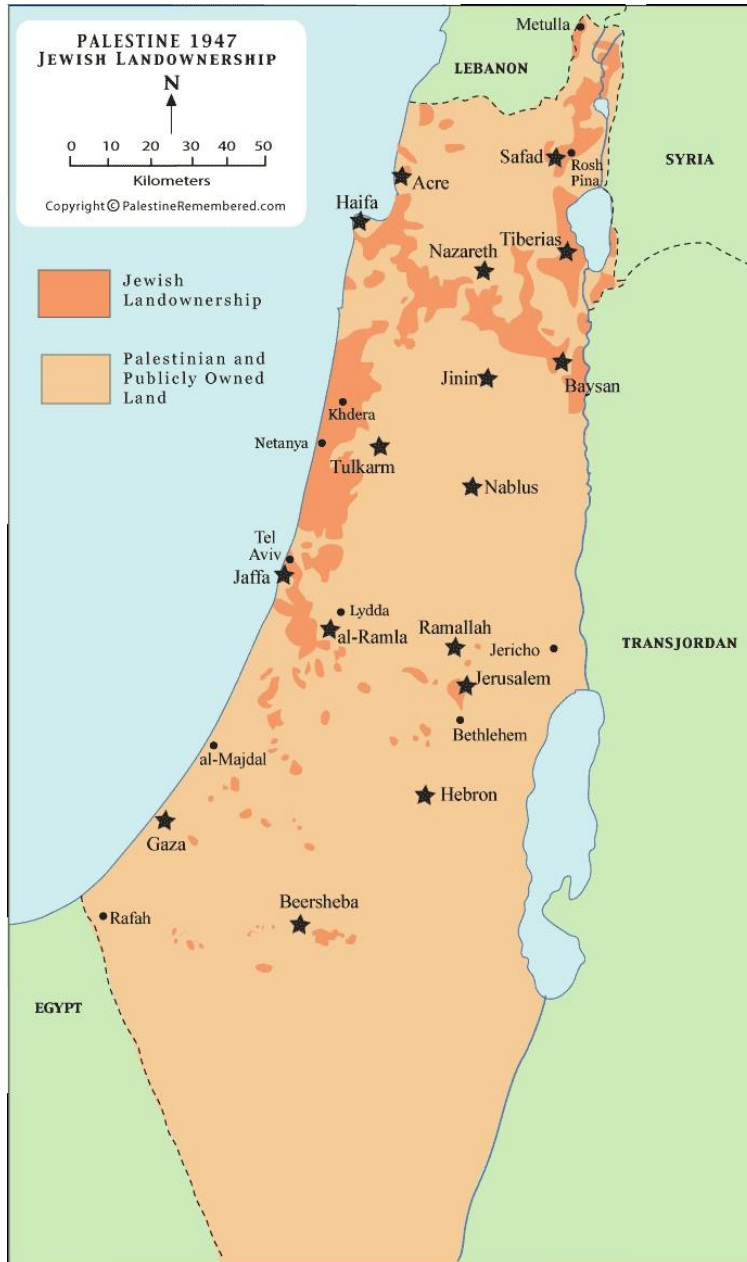 PALESTINE 1947
JEWISH LANDOWNERSHIP
N
0 10 20 30 40 50
Kilometers
Copyright © PalestineRemembered.com
Jewish
Landownership
Palestinian and
Publicly Owned
Land
Metulla
LEBANON
SYRIA
Safad
Rosh
Pina
Acre
Haifa
Tiberias
Nazareth
Jinin
Baysan
Khdera
Netanya
Tulkarm
Nablus
Tel
Aviv
Jaffa
Lydda
al-Ramla
Ramallah
Jericho
TRANSJORDAN
Jerusalem
Bethlehem
al-Majdal
Hebron
Gaza
Beersheba
Rafah
EGYPT